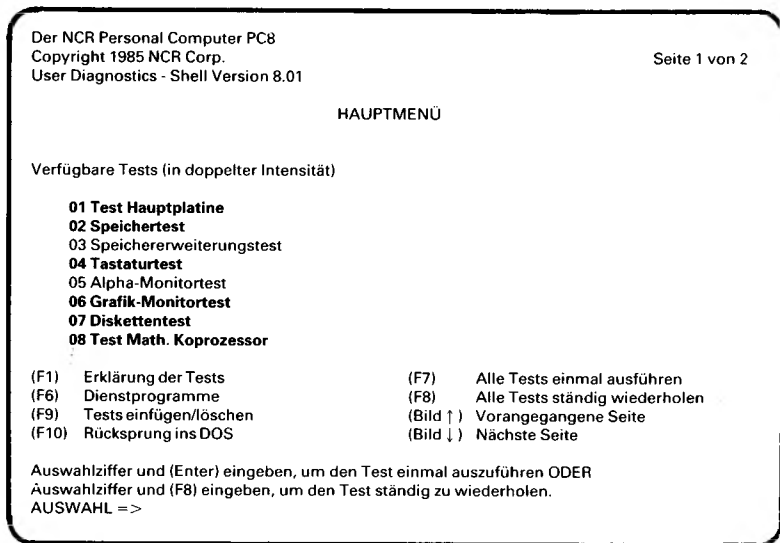 Der NCR Personal Computer PC8
Copyright 1985 NCR Corp.
Seite 1 von 2
User Diagnostics - Shell Version 8.01
HAUPTMENÜ
Verfügbare Tests (in doppelter Intensität)
01 Test Hauptplatine
02 Speichertest
03 Speichererweiterungstest
04 Tastaturtest
05 Alpha-Monitortest
06 Grafik-Monitortest
07 Diskettentest
08 Test Math. Koprozessor
(F1) Erklärung der Tests (F7) Alle Tests einmal ausführen
(F6) Dienstprogramme (F8) Alle Tests ständig wiederholen
(F9) Tests einfügen/löschen (Bild ↑) Vorangegangene Seite
(F10) Rücksprung ins DOS (Bild ↓) Nächste Seite
Auswahlziffer und (Enter) eingeben, um den Test einmal auszuführen ODER
Auswahlziffer und (F8) eingeben, um den Test ständig zu wiederholen.
AUSWAHL =>